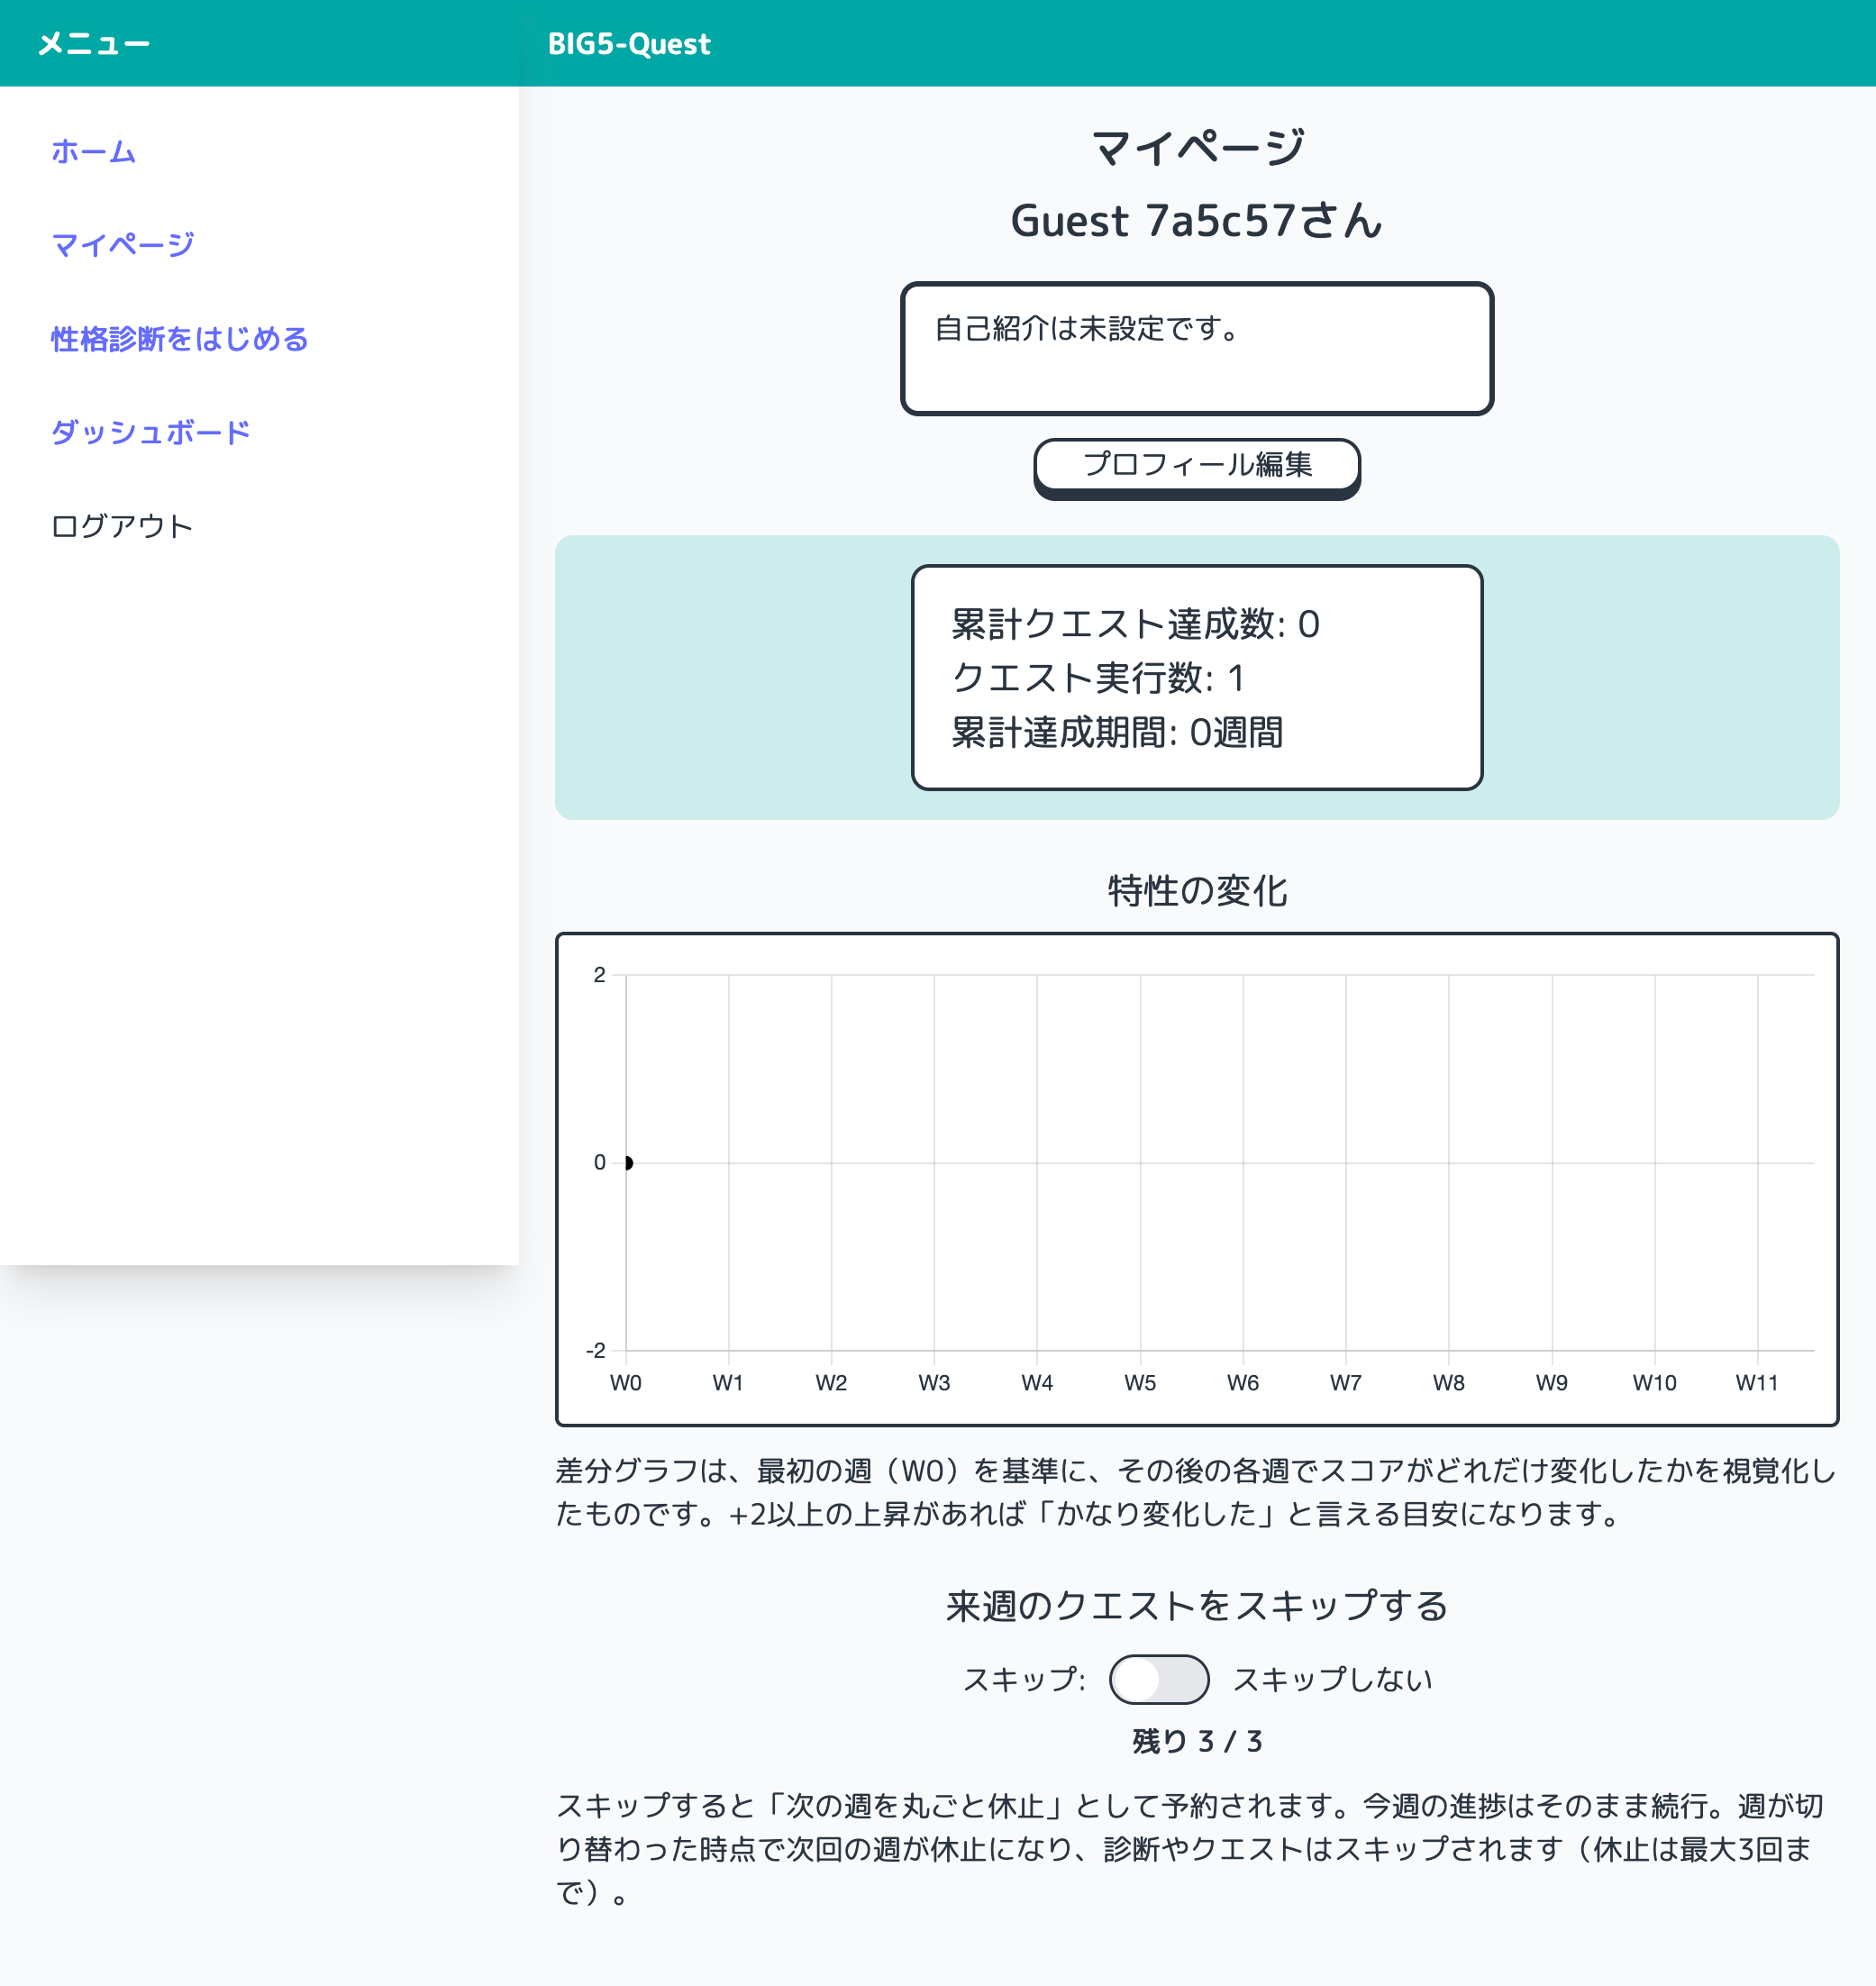 メニュー
BIG5-Quest
ホーム
マイページ
性格診断をはじめる
ダッシュボード
ログアウト
マイページ
Guest 7a5c57さん
自己紹介は未設定です。
プロフィール編集
累計クエスト達成数: 0
クエスト実行数: 1
累計達成期間: 0週間
特性の変化
2
0
-2
W0 W1 W2 W3 W4 W5 W6 W7 W8 W9 W10 W11
差分グラフは、最初の週（W0）を基準に、その後の各週でスコアがどれだけ変化したかを視覚化し
たものです。+2以上の上昇があれば「かなり変化した」と言える目安になります。
来週のクエストをスキップする
スキップ: スキップしない
残り 3 / 3
スキップすると「次の週を丸ごと休止」として予約されます。今週の進捗はそのまま続行。週が切
り替わった時点で次回の週が休止になり、診断やクエストはスキップされます（休止は最大3回ま
で）。